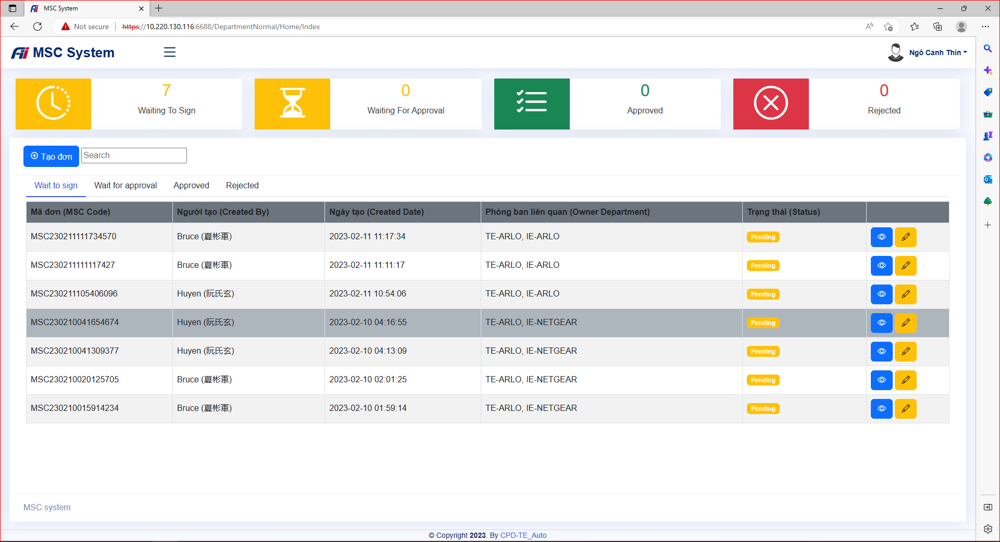 MSC System
Not secure https://10.220.130.116:6688/DepartmentNormal/Home/Index
MSC System
Ngô Canh Thìn
7
Waiting To Sign
0
Waiting For Approval
0
Approved
0
Rejected
Tạo đơn Search
Wait to sign Wait for approval Approved Rejected
Mã đơn (MSC Code) Người tạo (Created By) Ngày tạo (Created Date) Phòng ban liên quan (Owner Department) Trạng thái (Status)
MSC230211111734570 Bruce (夏彬軍) 2023-02-11 11:17:34 TE-ARLO, IE-ARLO Pending
MSC230211111117427 Bruce (夏彬軍) 2023-02-11 11:11:17 TE-ARLO, IE-ARLO Pending
MSC230211105406096 Huyen (阮氏玄) 2023-02-11 10:54:06 TE-ARLO, IE-ARLO Pending
MSC230210041654674 Huyen (阮氏玄) 2023-02-10 04:16:55 TE-ARLO, IE-NETGEAR Pending
MSC230210041309377 Huyen (阮氏玄) 2023-02-10 04:13:09 TE-ARLO, IE-NETGEAR Pending
MSC230210020125705 Bruce (夏彬軍) 2023-02-10 02:01:25 TE-ARLO, IE-NETGEAR Pending
MSC230210015914234 Bruce (夏彬軍) 2023-02-10 01:59:14 TE-ARLO, IE-NETGEAR Pending
MSC system
© Copyright 2023. By CPD-TE_Auto